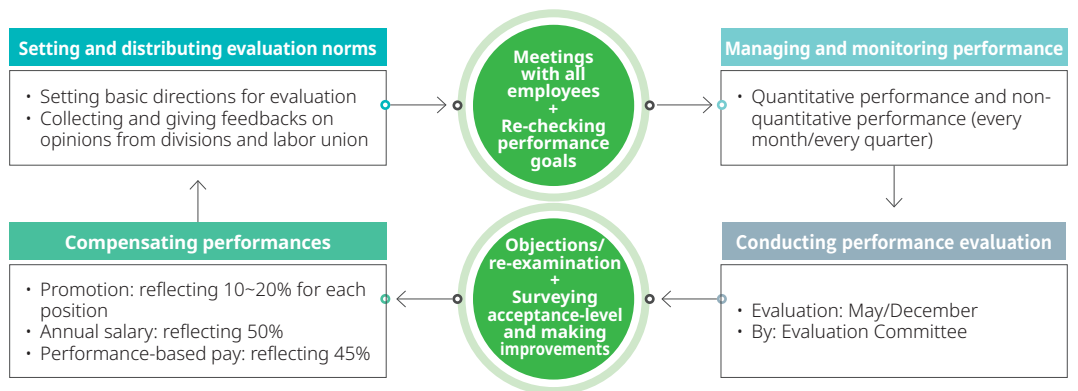 Setting and distributing evaluation norms
• Setting basic directions for evaluation
• Collecting and giving feedbacks on
opinions from divisions and labor union
Meetings
with all
employees
+
Re-checking
performance
goals
Managing and monitoring performance
• Quantitative performance and non-
quantitative performance (every
month/every quarter)
Compensating performances
• Promotion: reflecting 10~20% for each
position
• Annual salary: reflecting 50%
• Performance-based pay: reflecting 45%
Objections/
re-examination
+
Surveying
acceptance-level
and making
improvements
Conducting performance evaluation
• Evaluation: May/December
• By: Evaluation Committee